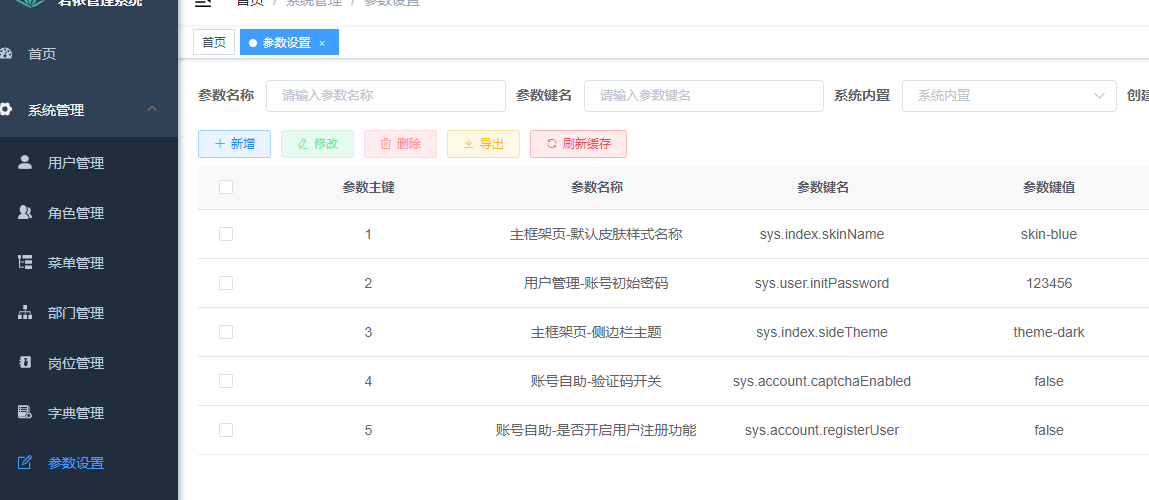 若依管理系统
首页 / 系统管理 / 参数设置
首页
参数设置 ×
首页
系统管理
用户管理
角色管理
菜单管理
部门管理
岗位管理
字典管理
参数设置
参数名称 请输入参数名称 参数键名 请输入参数键名 系统内置 系统内置 创建
新增 修改 删除 导出 刷新缓存
参数主键 参数名称 参数键名 参数键值
1 主框架页-默认皮肤样式名称 sys.index.skinName skin-blue
2 用户管理-账号初始密码 sys.user.initPassword 123456
3 主框架页-侧边栏主题 sys.index.sideTheme theme-dark
4 账号自助-验证码开关 sys.account.captchaEnabled false
5 账号自助-是否开启用户注册功能 sys.account.registerUser false